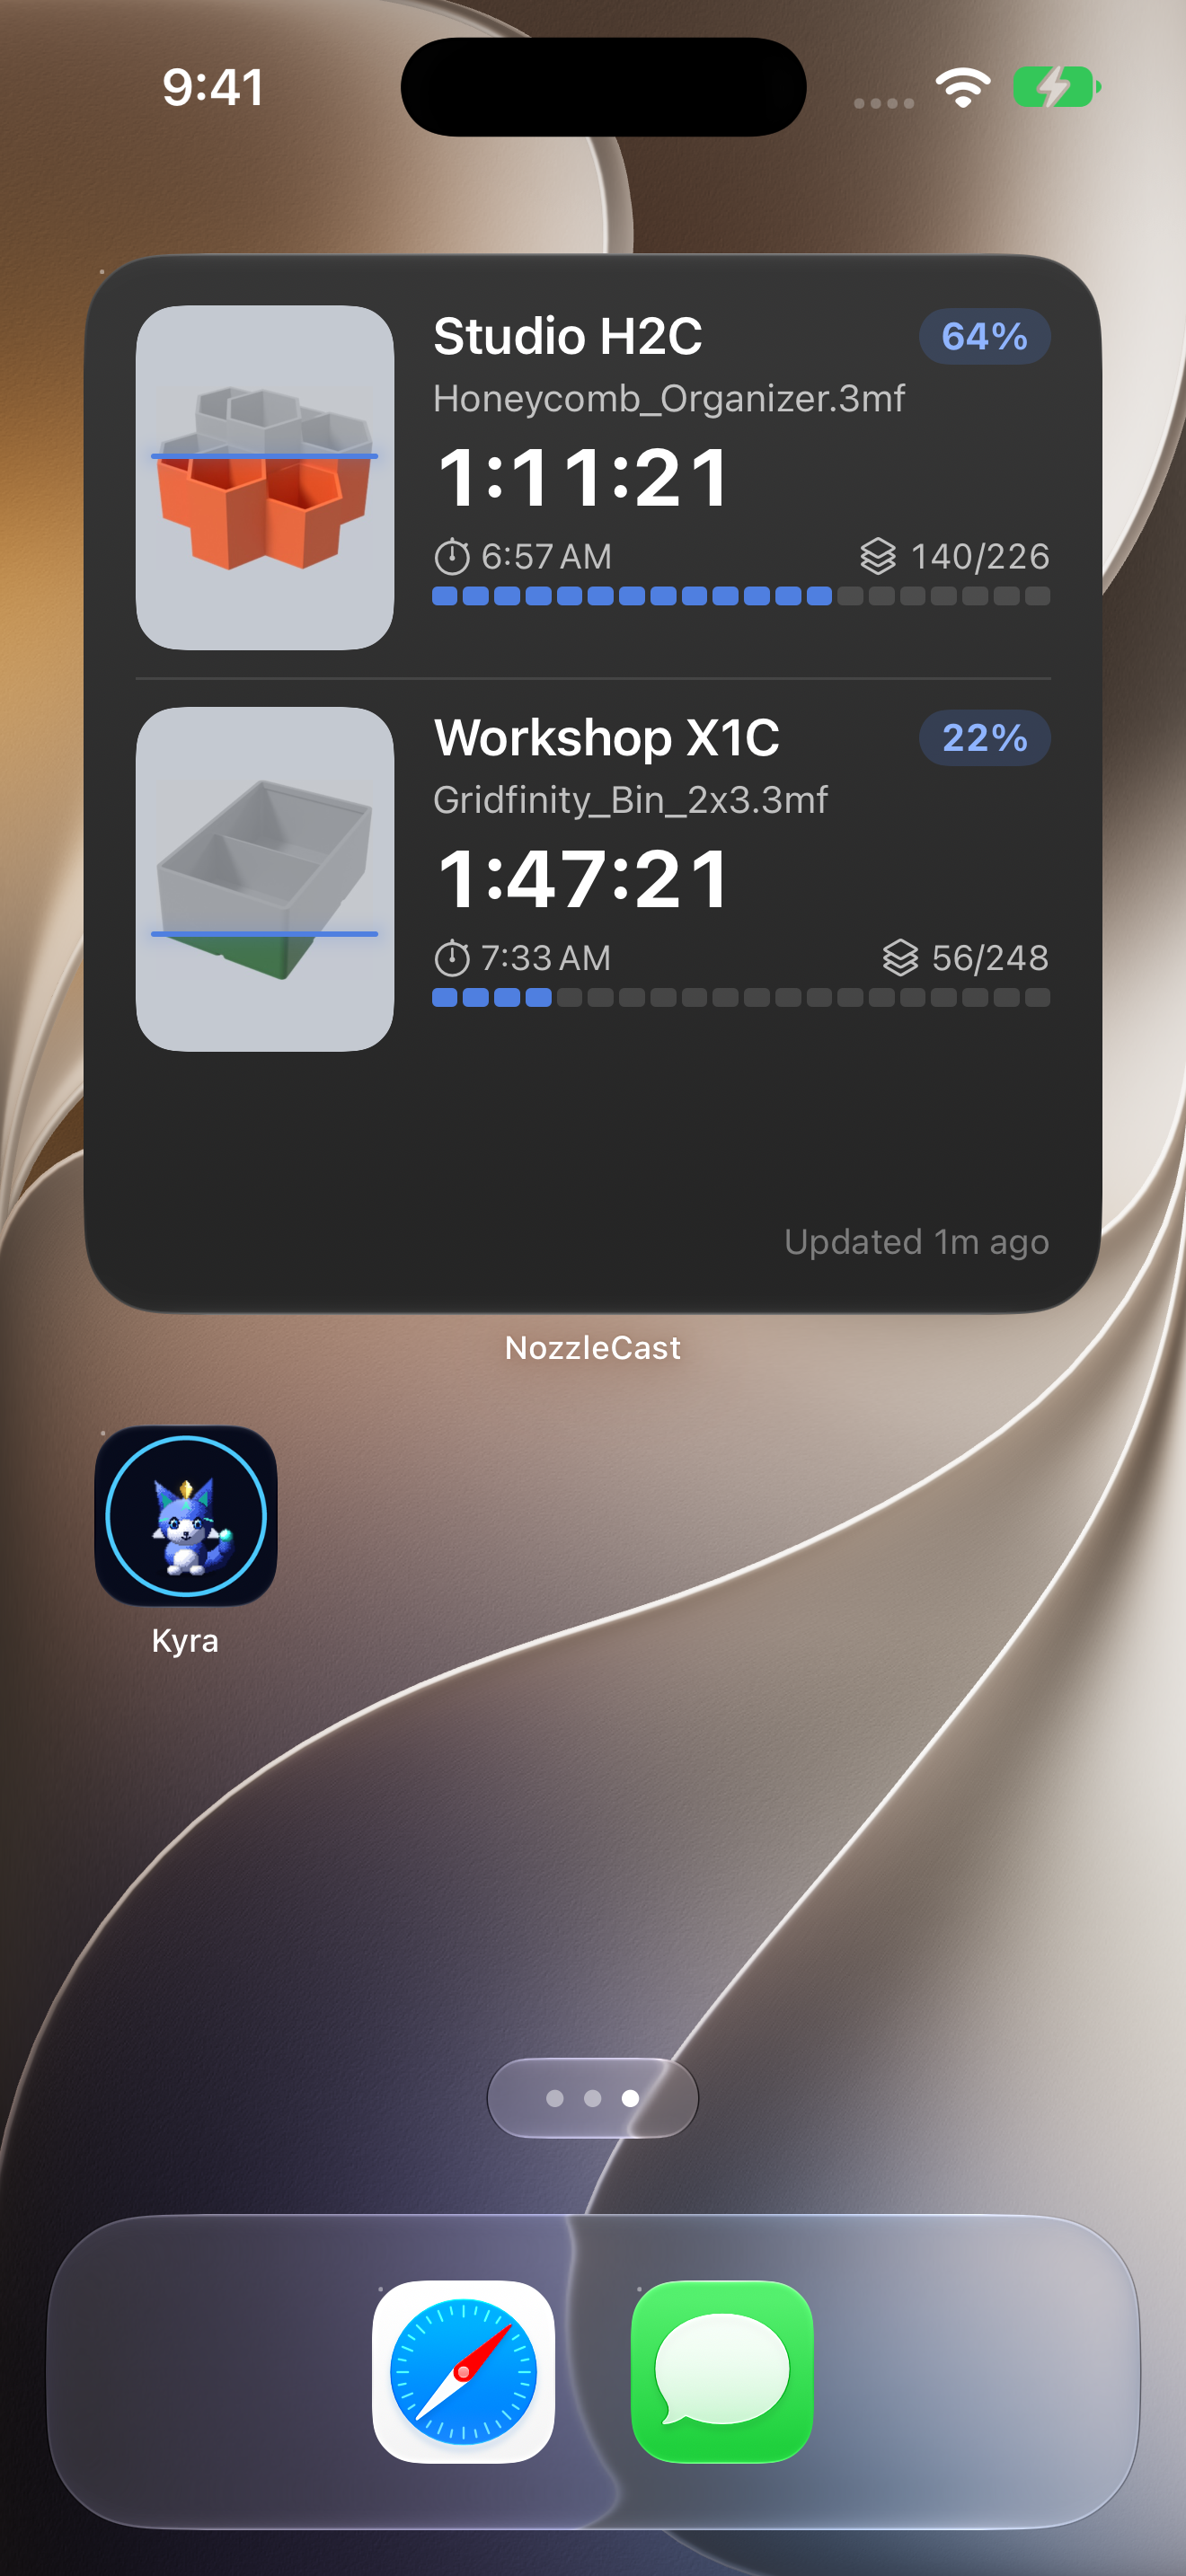 9:41
Studio H2C
64%
Honeycomb_Organizer.3mf
1:11:21
6:57 AM
140/226
Workshop X1C
22%
Gridfinity_Bin_2x3.3mf
1:47:21
7:33 AM
56/248
Updated 1m ago
NozzleCast
Kyra